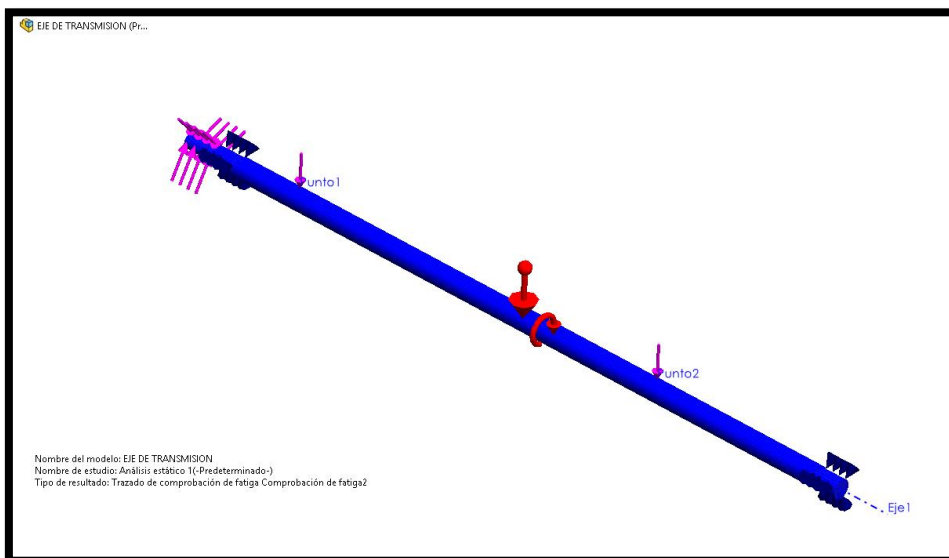 EJE DE TRANSMISION (Pr...
unto1
unto2
Eje1
Nombre del modelo: EJE DE TRANSMISION
Nombre de estudio: Análisis estático 1(-Predeterminado-)
Tipo de resultado: Trazado de comprobación de fatiga Comprobación de fatiga2